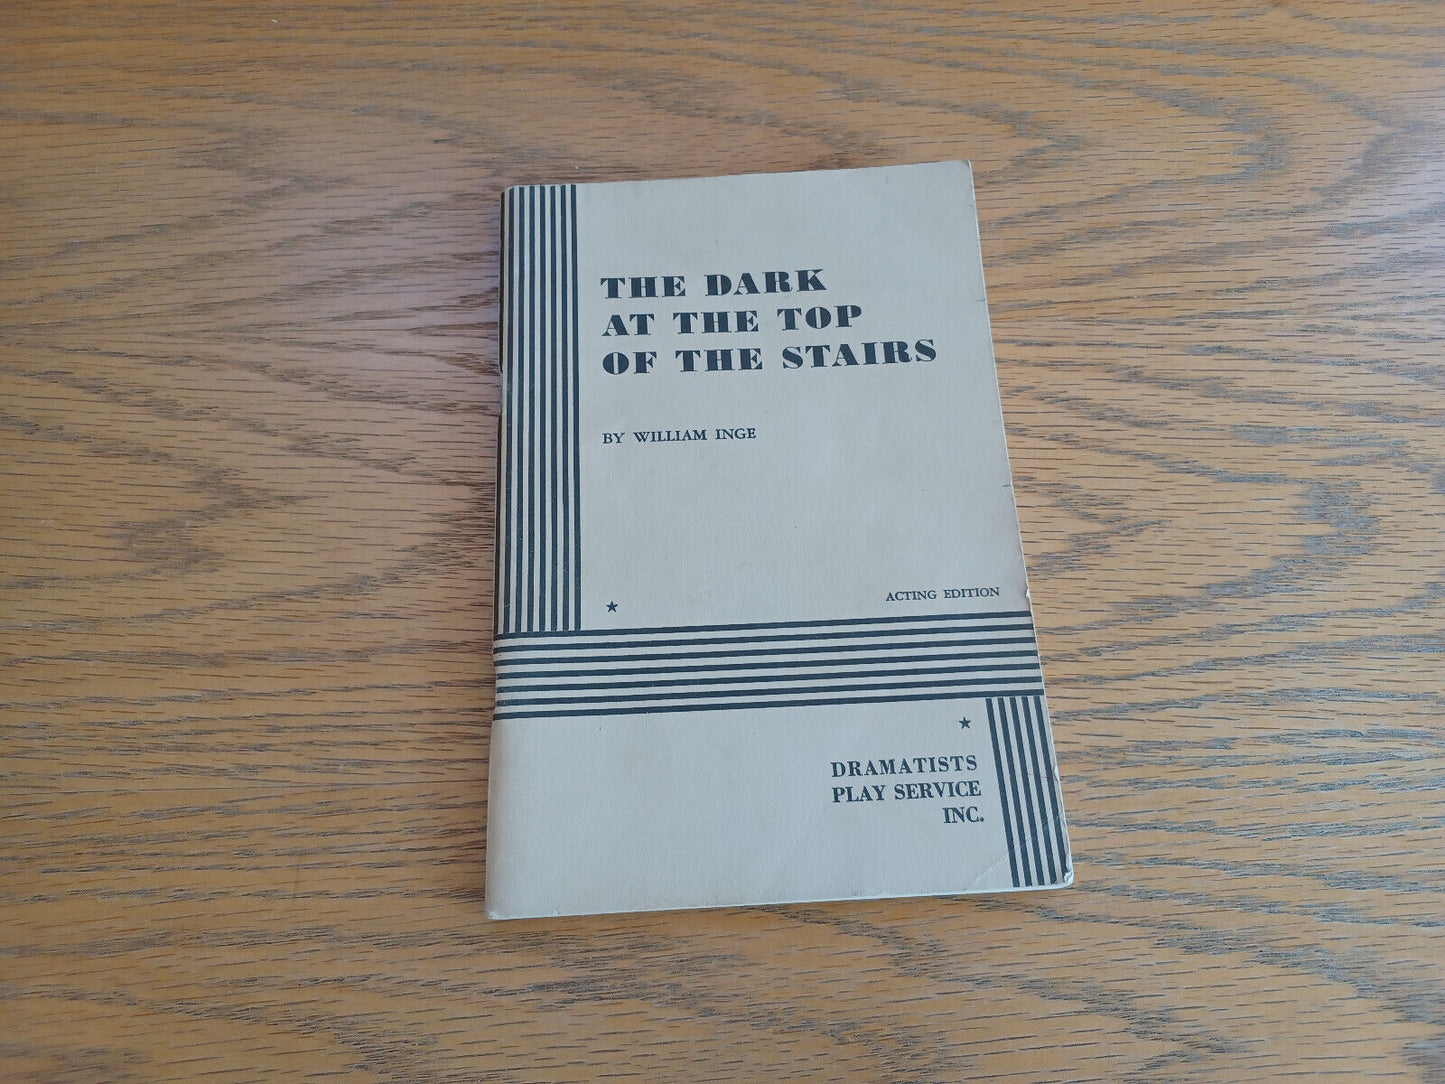 THE DARK
AT THE TOP
OF THE STAIRS
BY WILLIAM INGE
ACTING EDITION
DRAMATISTS
PLAY SERVICE
INC.